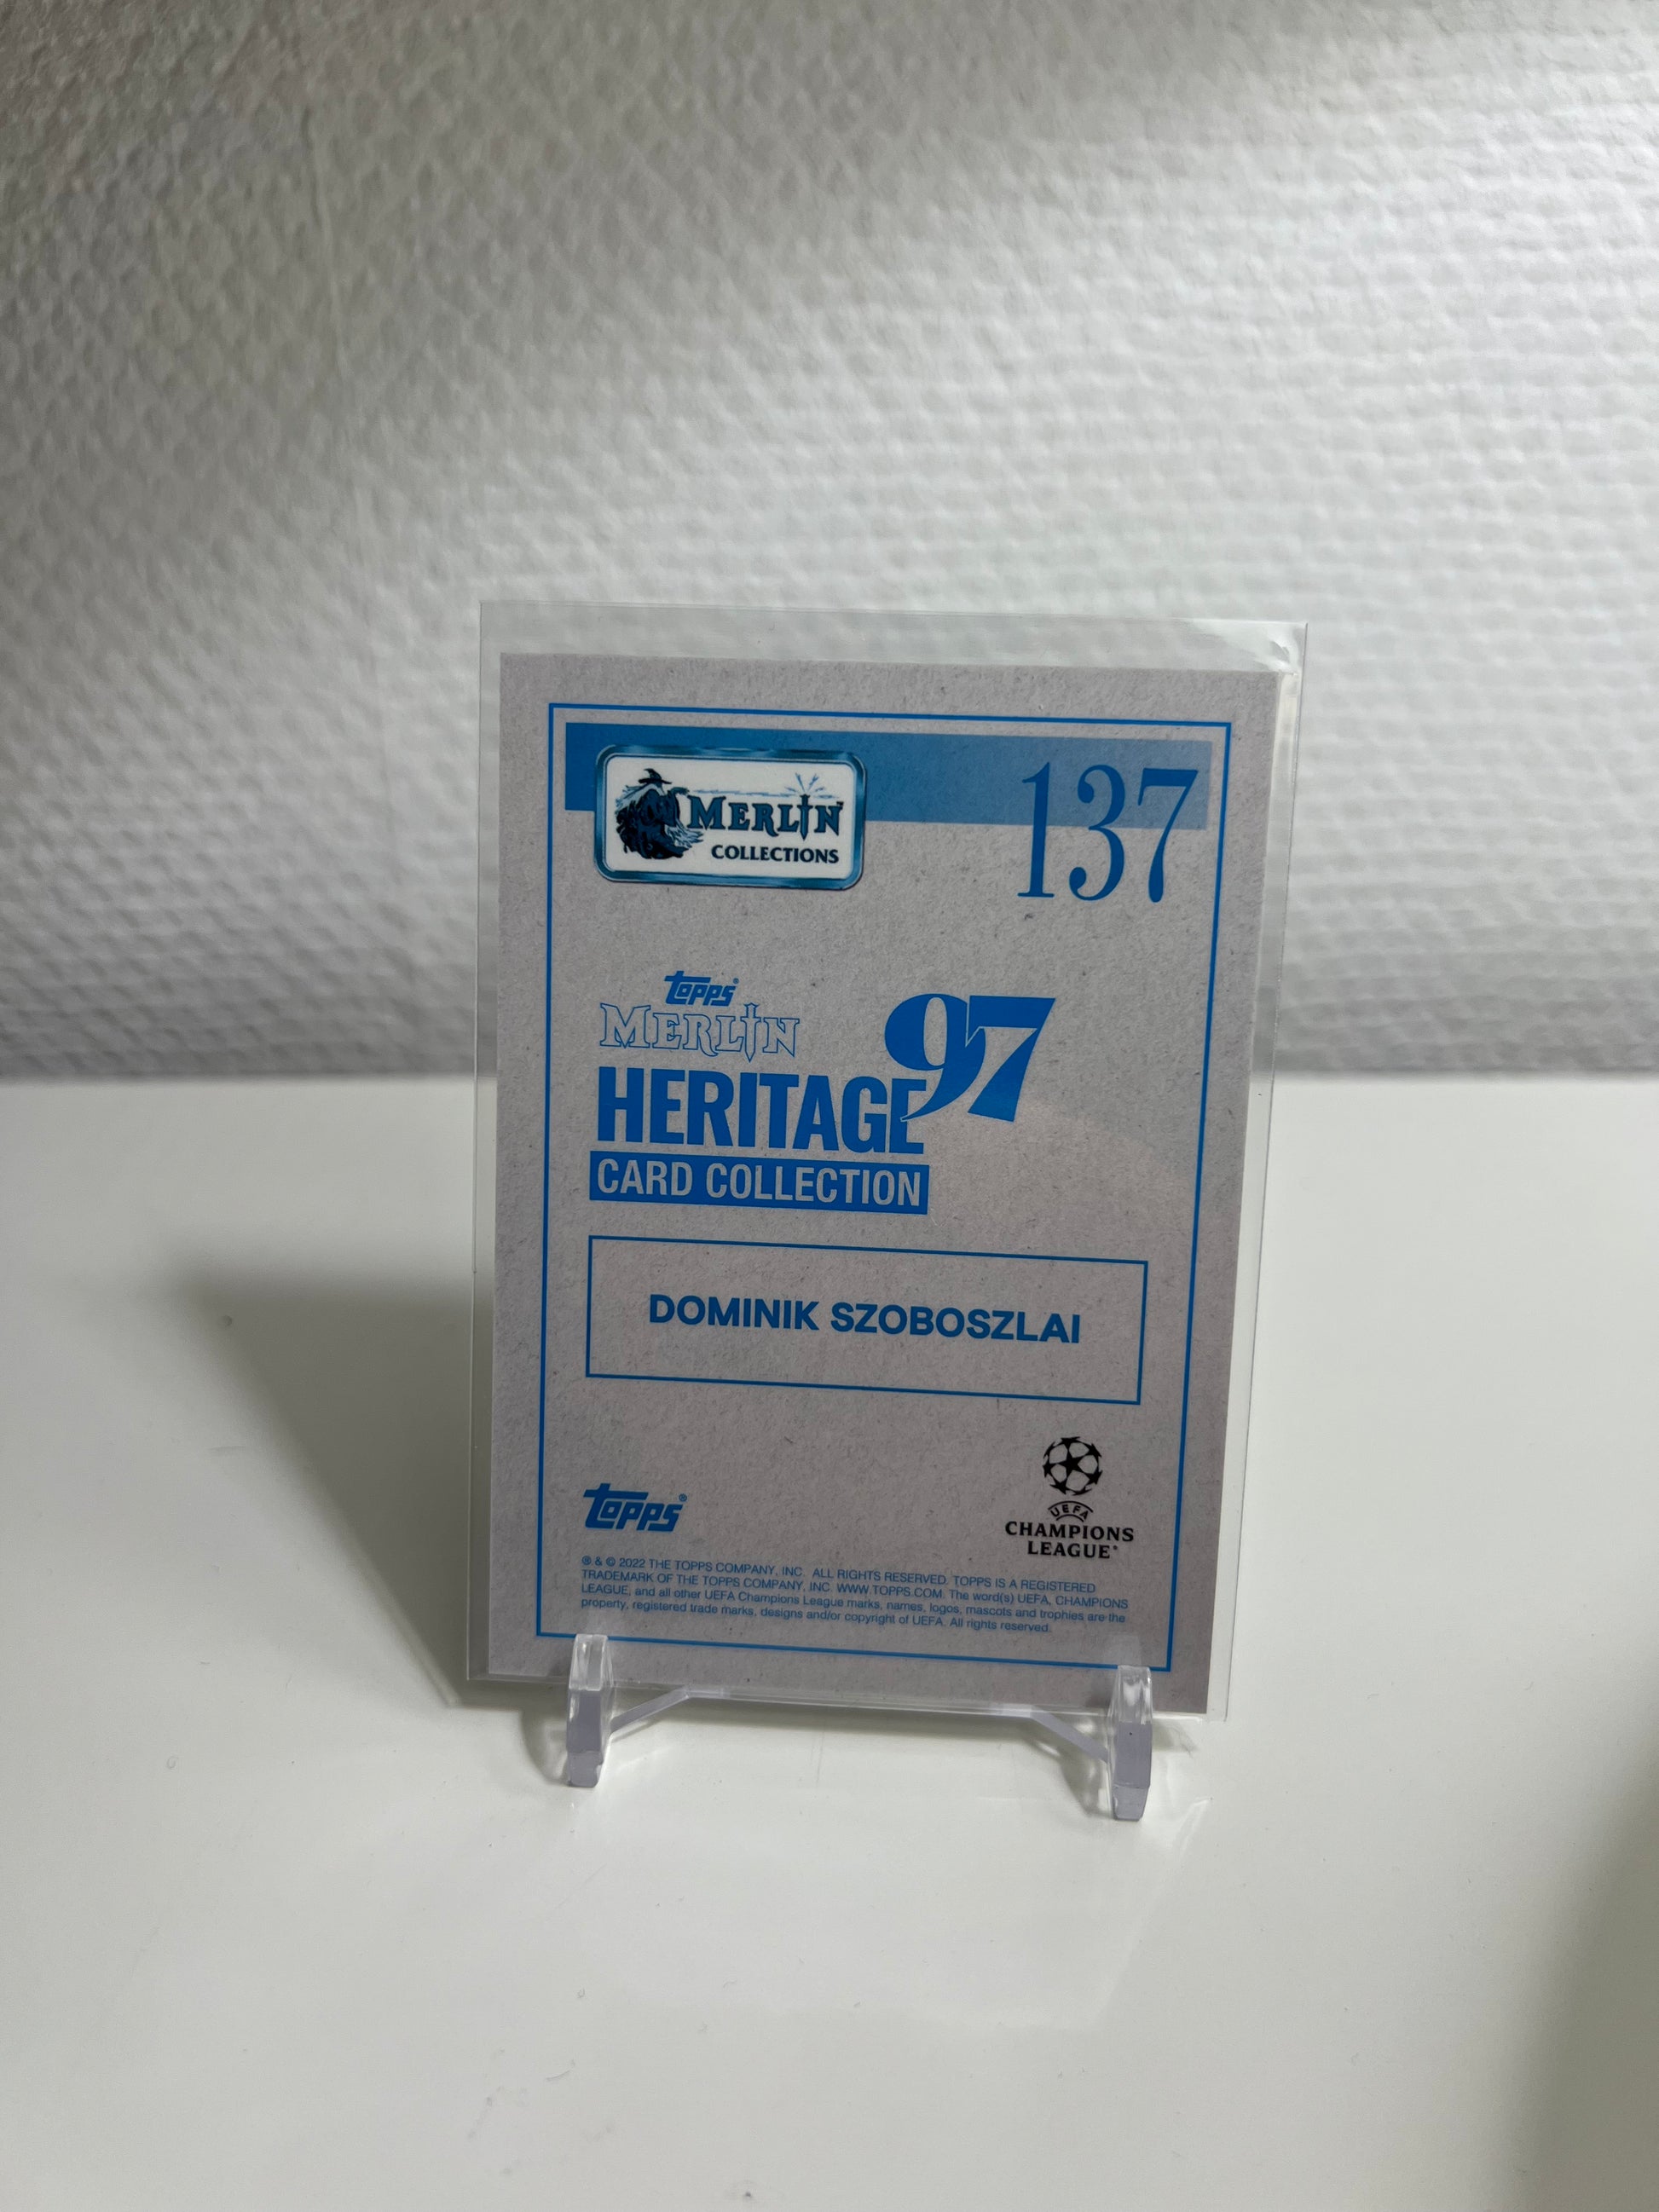 MERLIN™
COLLECTIONS
137
topps®
MERLIN
97
HERITAGE
CARD COLLECTION
DOMINIK SZOBOSZLAI
topps®
UEFA
CHAMPIONS
LEAGUE®
® & © 2022 THE TOPPS COMPANY, INC. ALL RIGHTS RESERVED. TOPPS IS A REGISTERED
TRADEMARK OF THE TOPPS COMPANY, INC. WWW.TOPPS.COM. The word(s) UEFA, CHAMPIONS
LEAGUE, and all other UEFA Champions League marks, names, logos, mascots and trophies are the
property, registered trade marks, designs and/or copyright of UEFA. All rights reserved.